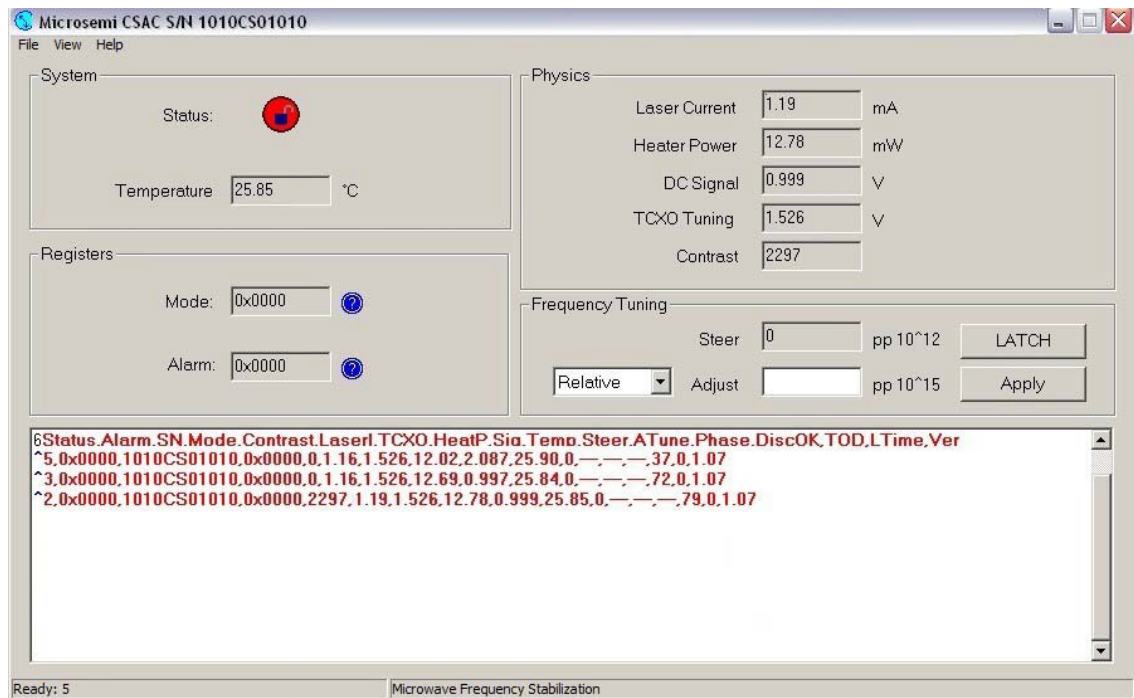 Microsemi CSAC S/N 1010CS01010
File View Help
System
Status:
Temperature 25.85 °C
Registers
Mode: 0x0000 ?
Alarm: 0x0000 ?
Physics
Laser Current 1.19 mA
Heater Power 12.78 mW
DC Signal 0.999 V
TCXO Tuning 1.526 V
Contrast 2297
Frequency Tuning
Steer 0 pp 10^12 LATCH
Relative Adjust pp 10^15 Apply
6Status,Alarm,SN,Mode,Contrast,LaserI,TCXO,HeatP,Sig,Temp,Steer,ATune,Phase,DiscOK,TOD,LTime,Ver
^5,0x0000,1010CS01010,0x0000,0,1.16,1.526,12.02,2.087,25.90,0,—,—,—,37,0,1.07
^3,0x0000,1010CS01010,0x0000,0,1.16,1.526,12.69,0.997,25.84,0,—,—,—,72,0,1.07
^2,0x0000,1010CS01010,0x0000,2297,1.19,1.526,12.78,0.999,25.85,0,—,—,—,79,0,1.07
Ready: 5
Microwave Frequency Stabilization